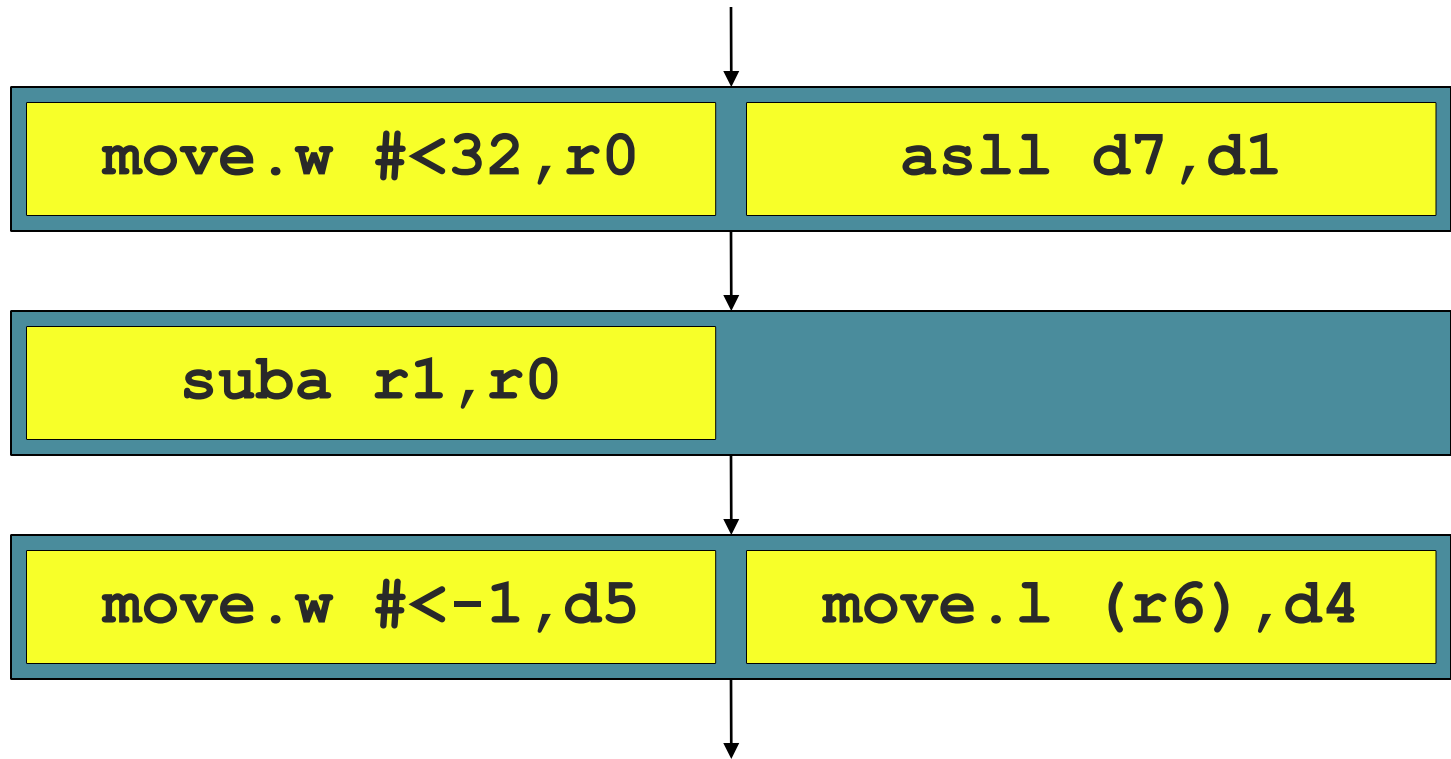 move.w #<32,r0 asll d7,d1
suba r1,r0
move.w #<-1,d5 move.l (r6),d4